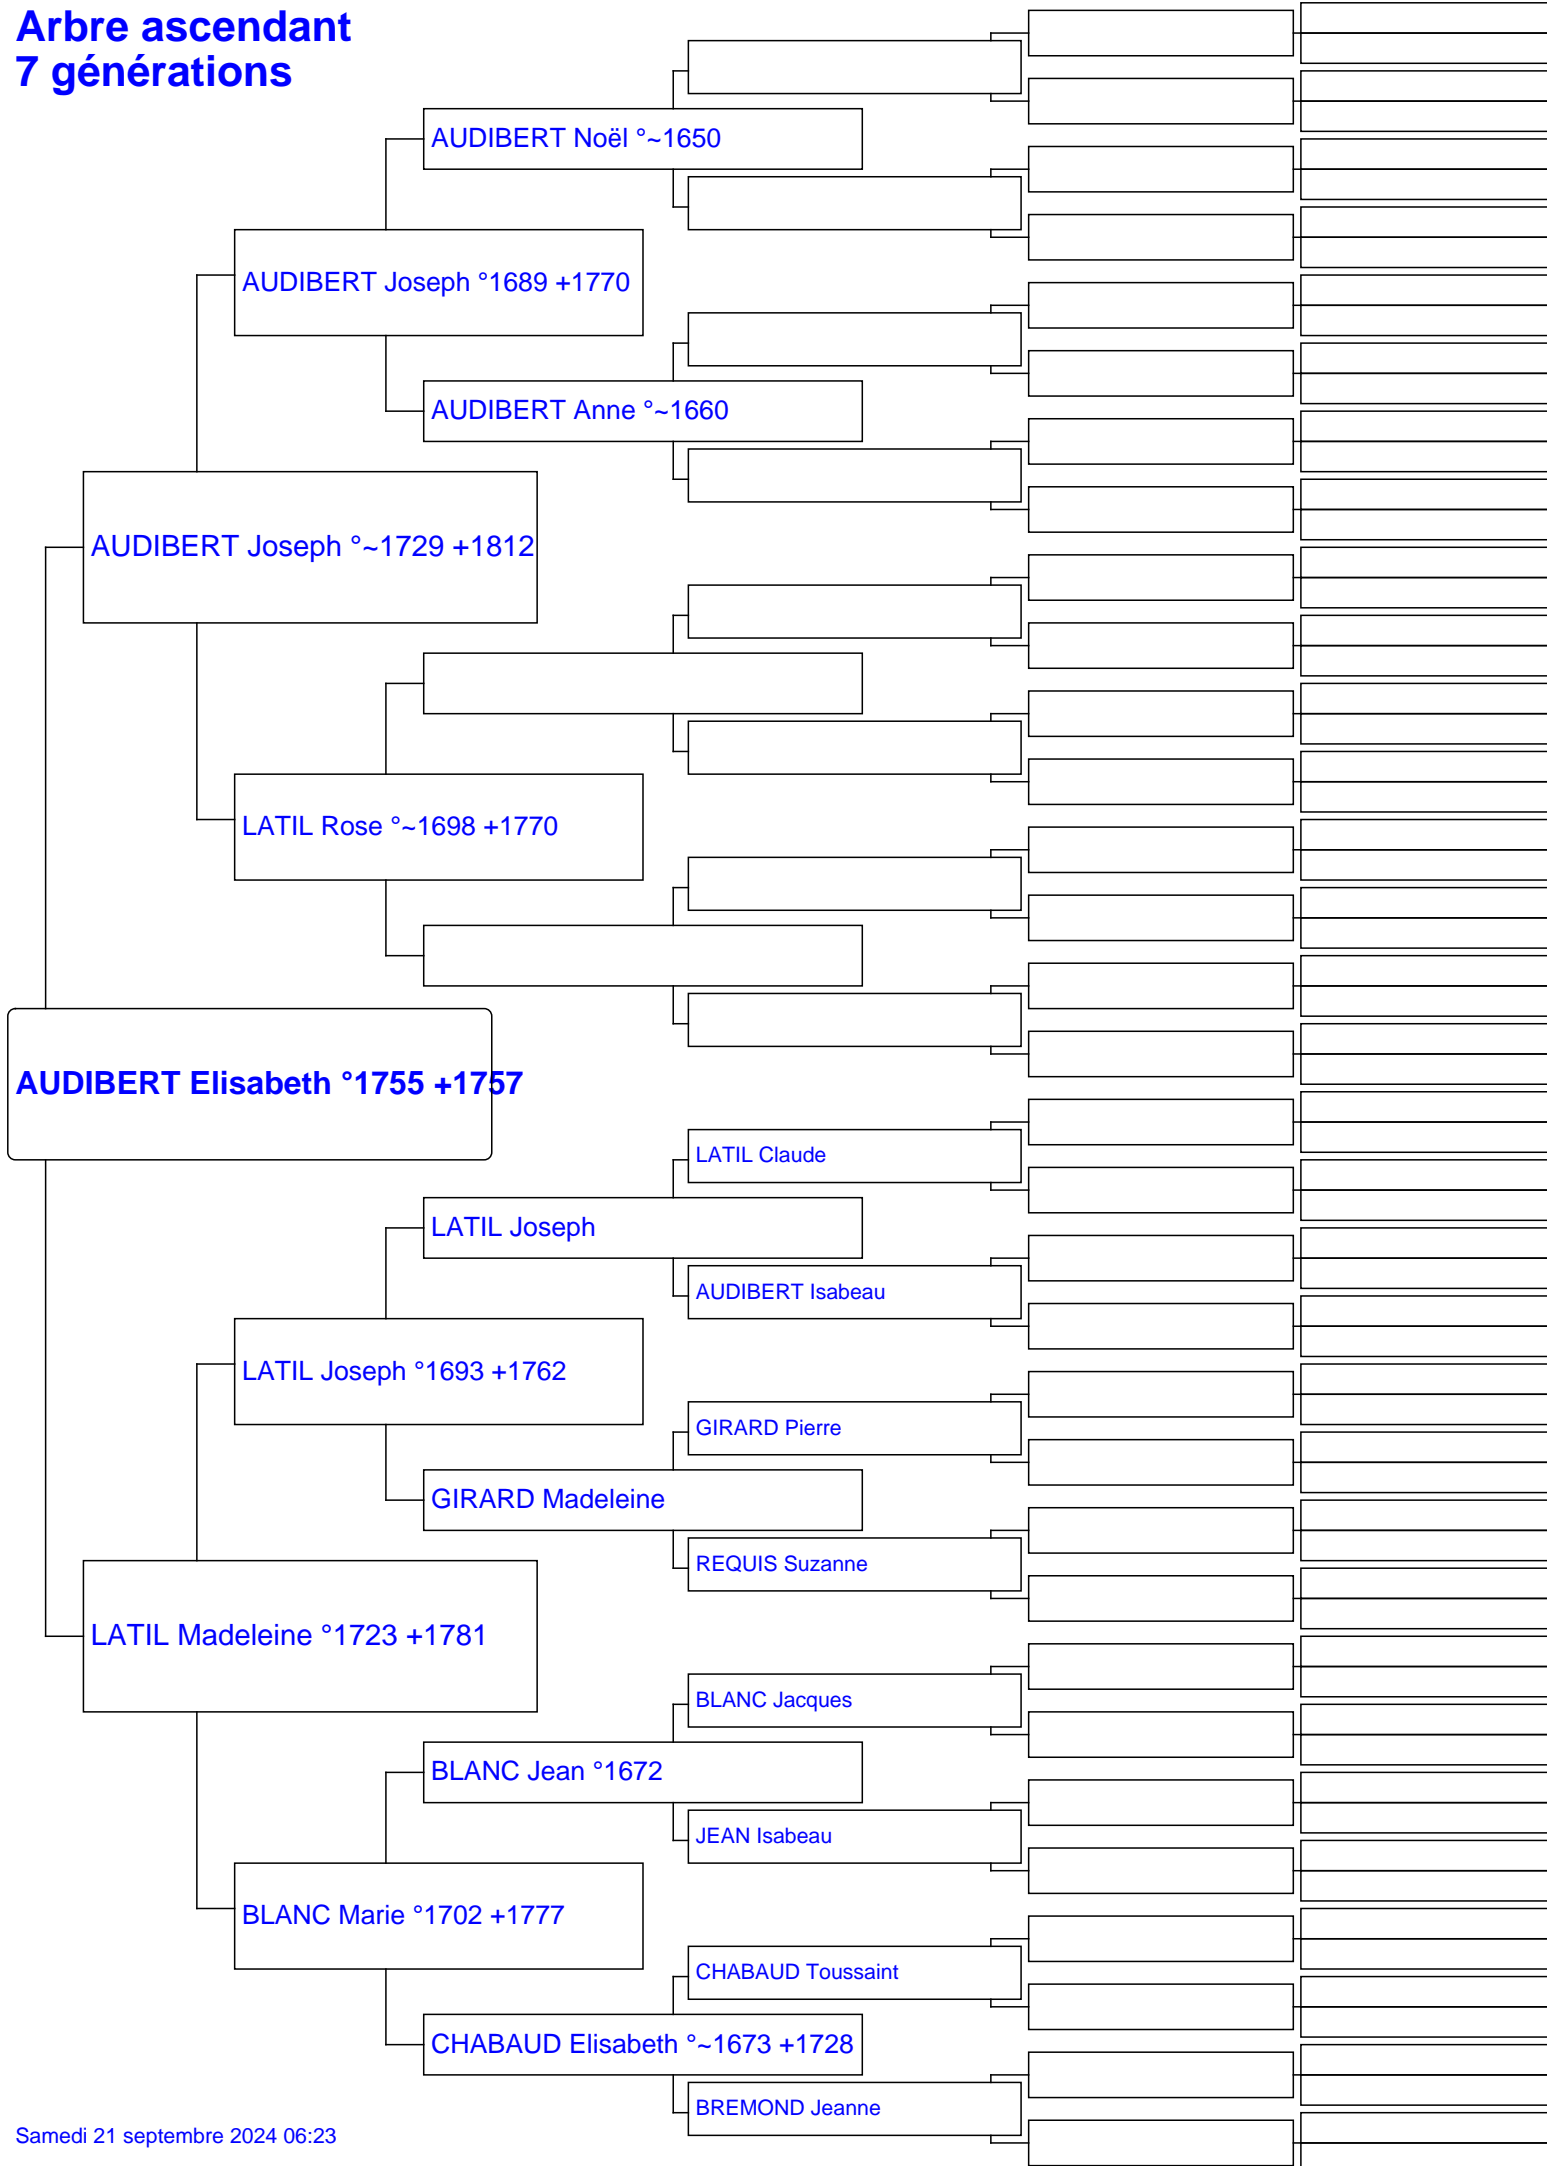 Arbre ascendant
7 générations
AUDIBERT Noël °~1650
AUDIBERT Joseph °1689 +1770
AUDIBERT Anne °~1660
AUDIBERT Joseph °~1729 +1812
LATIL Rose °~1698 +1770
AUDIBERT Elisabeth °1755 +1757
LATIL Claude
LATIL Joseph
AUDIBERT Isabeau
LATIL Joseph °1693 +1762
GIRARD Pierre
GIRARD Madeleine
REQUIS Suzanne
LATIL Madeleine °1723 +1781
BLANC Jacques
BLANC Jean °1672
JEAN Isabeau
BLANC Marie °1702 +1777
CHABAUD Toussaint
CHABAUD Elisabeth °~1673 +1728
BREMOND Jeanne
Samedi 21 septembre 2024 06:23